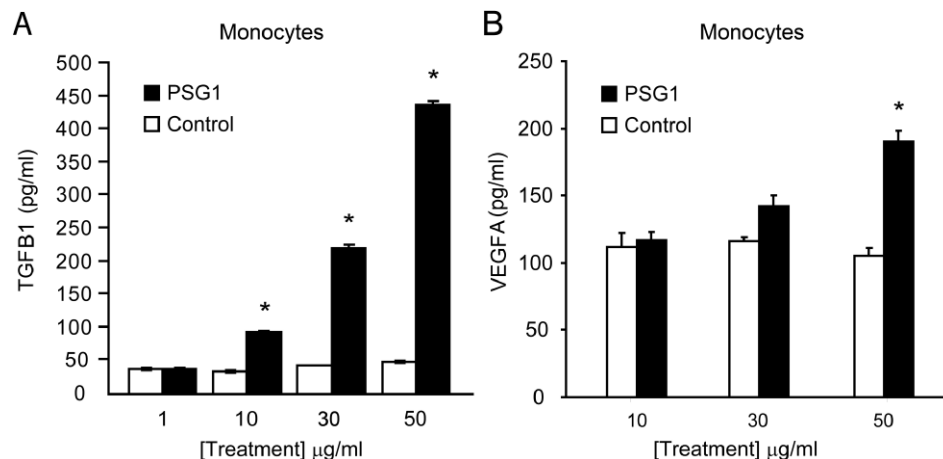 A
Monocytes
500
450
400
350
300
250
200
150
100
50
0
TGFB1 (pg/ml)
PSG1
Control
*
*
*
1 10 30 50
[Treatment] μg/ml
B
Monocytes
250
200
150
100
50
0
VEGFA (pg/ml)
PSG1
Control
*
10 30 50
[Treatment] μg/ml